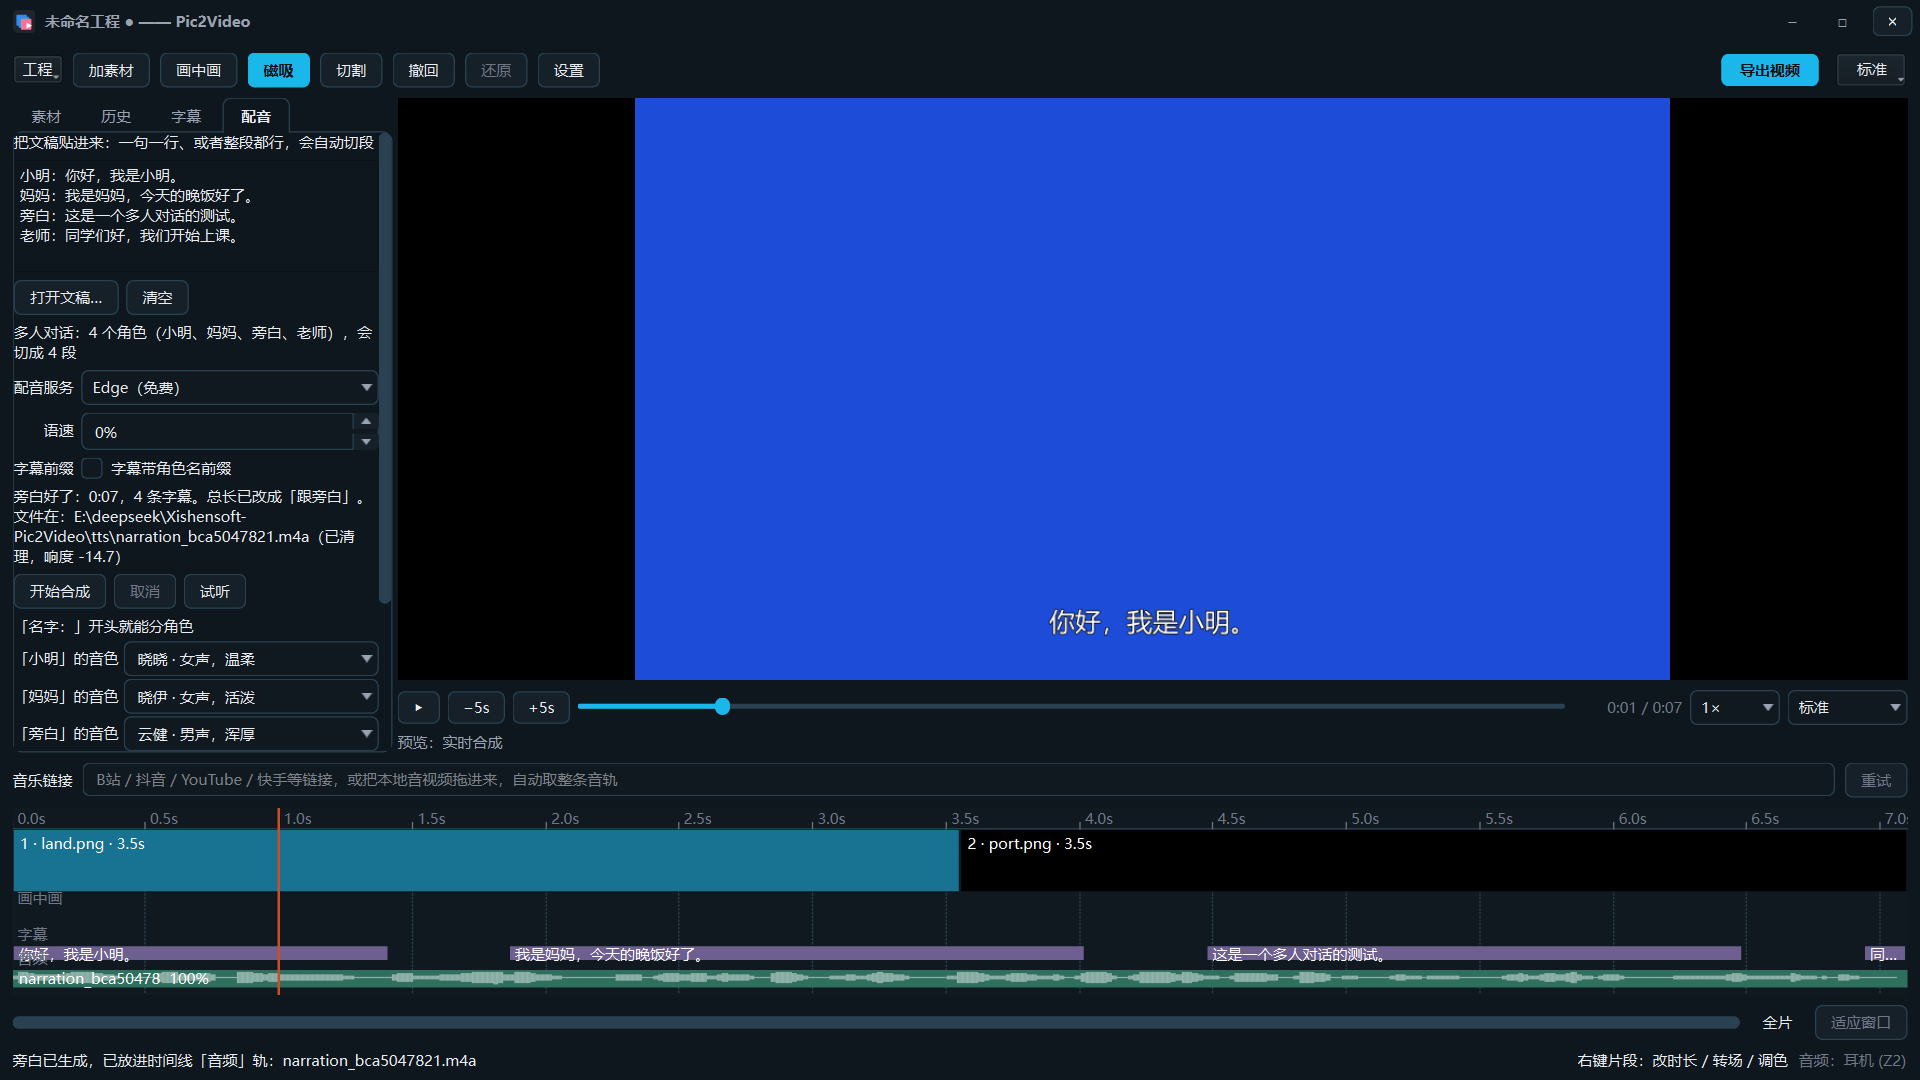 未命名工程 ● —— Pic2Video
工程 加素材 画中画 磁吸 切割 撤回 还原 设置 导出视频 标准
素材 历史 字幕 配音
把文稿贴进来：一句一行、或者整段都行，会自动切段
小明：你好，我是小明。
妈妈：我是妈妈，今天的晚饭好了。
旁白：这是一个多人对话的测试。
老师：同学们好，我们开始上课。
打开文稿... 清空
多人对话：4 个角色（小明、妈妈、旁白、老师），会
切成 4 段
配音服务 Edge（免费）
语速 0%
字幕前缀 字幕带角色名前缀
旁白好了：0:07，4 条字幕。总长已改成「跟旁白」。
文件在：E:\deepseek\Xishensoft-
Pic2Video\tts\narration_bca5047821.m4a（已清
理，响度 -14.7）
开始合成 取消 试听
「名字：」开头就能分角色
「小明」的音色 晓晓 · 女声，温柔
「妈妈」的音色 晓伊 · 女声，活泼
「旁白」的音色 云健 · 男声，浑厚
你好，我是小明。
−5s +5s 0:01 / 0:07 1× 标准
预览：实时合成
音乐链接 B站 / 抖音 / YouTube / 快手等链接，或把本地音视频拖进来，自动取整条音轨 重试
0.0s 0.5s 1.0s 1.5s 2.0s 2.5s 3.0s 3.5s 4.0s 4.5s 5.0s 5.5s 6.0s 6.5s 7.0
1 · land.png · 3.5s 2 · port.png · 3.5s
画中画
字幕
你好，我是小明。 我是妈妈，今天的晚饭好了。 这是一个多人对话的测试。 同...
音频
narration_bca50478 100%
全片 适应窗口
旁白已生成，已放进时间线「音频」轨：narration_bca5047821.m4a 右键片段：改时长 / 转场 / 调色 音频：耳机 (Z2)